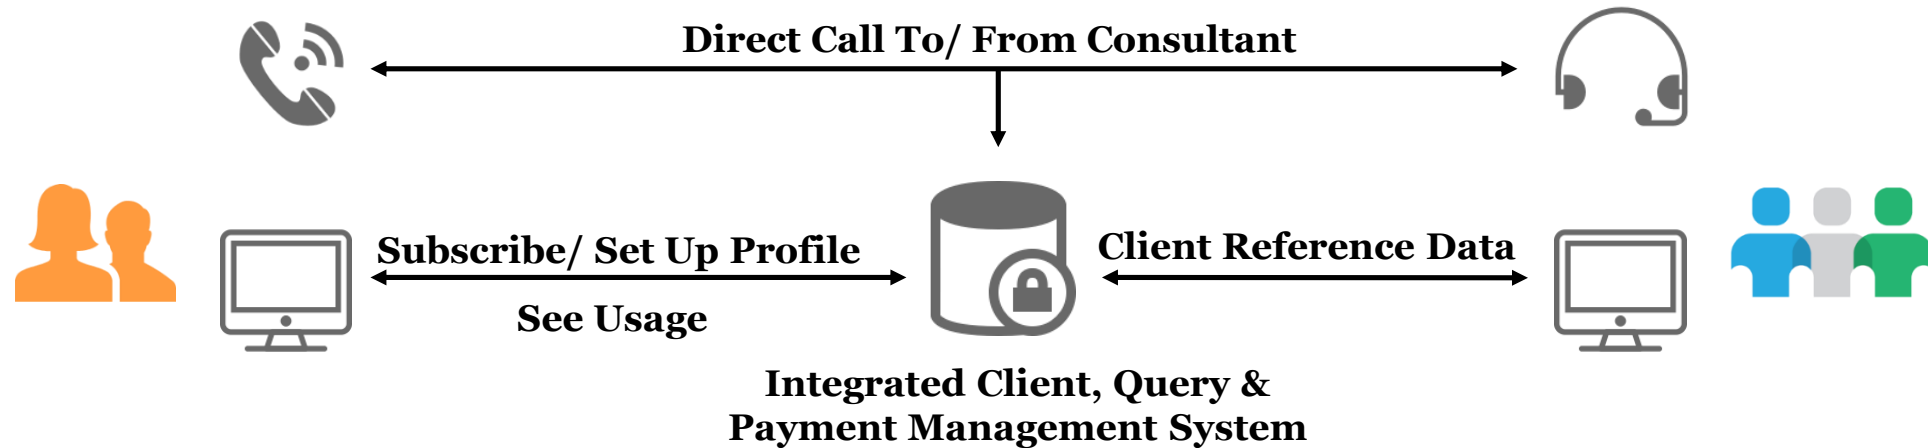 Direct Call To/ From Consultant
Subscribe/ Set Up Profile
See Usage
Client Reference Data
Integrated Client, Query &
Payment Management System